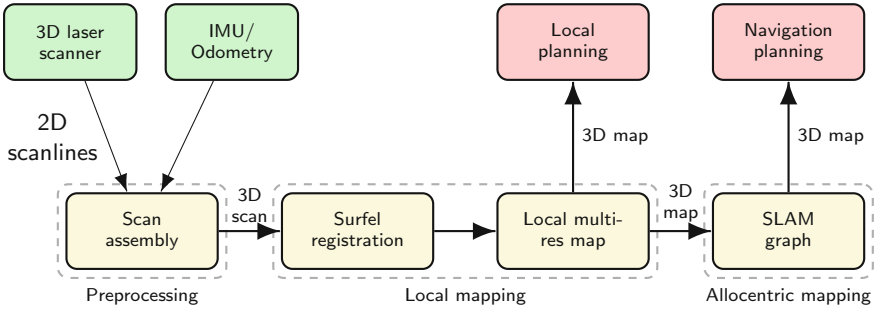 3D laser
scanner
IMU/
Odometry
Local
planning
Navigation
planning
2D
scanlines
3D map
3D map
Scan
assembly
3D
scan
Surfel
registration
Local multi-
res map
3D
map
SLAM
graph
Preprocessing
Local mapping
Allocentric mapping